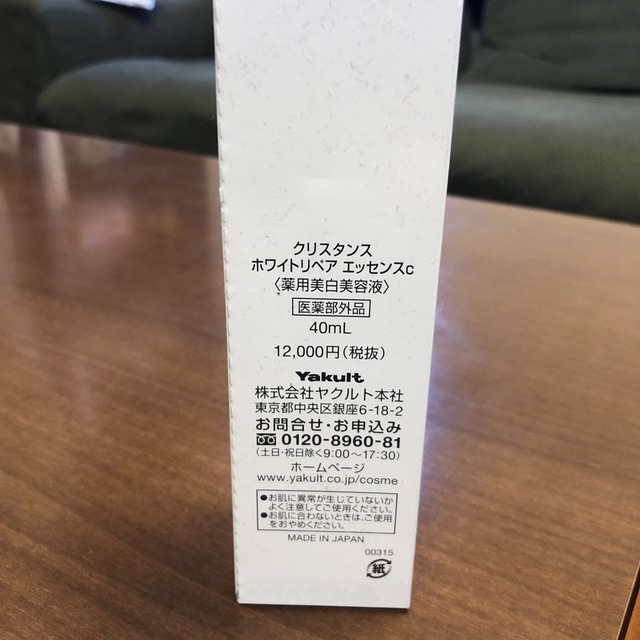 クリスタンス
ホワイトリペア エッセンスc
〈薬用美白美容液〉
医薬部外品
40mL
12,000円(税抜)
Yakult
株式会社ヤクルト本社
東京都中央区銀座6-18-2
お問合せ・お申込み
0120-8960-81
(土日・祝日除く9:00〜17:30)
ホームページ
www.yakult.co.jp/cosme
●お肌に異常が生じていないか
よく注意してご使用ください。
●お肌に合わないときは、ご使用
をおやめください。
MADE IN JAPAN
00315
紙